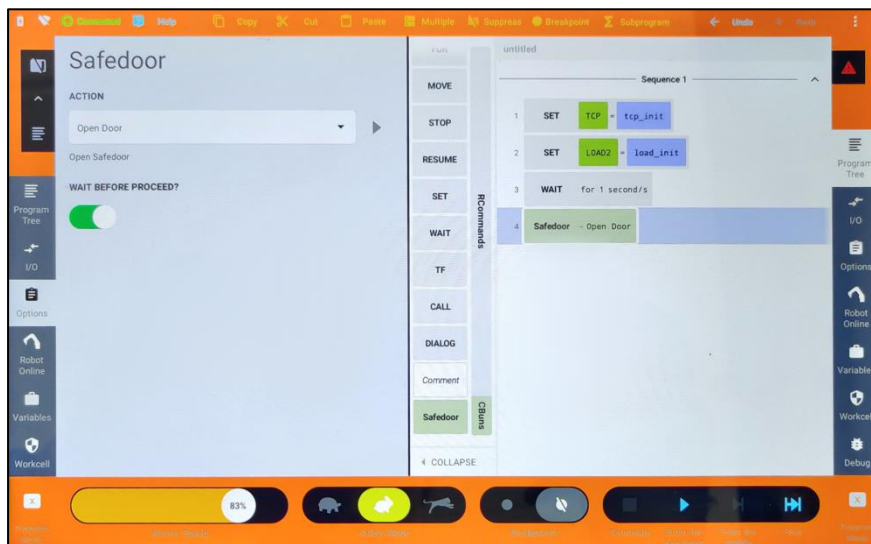 Connected Help Copy Cut Paste Multiple Suppress Breakpoint Subprogram Undo
Safedoor
ACTION
Open Door
Open Safedoor
WAIT BEFORE PROCEED?
Program
Tree
I/O
Options
Robot
Online
Variables
Workcell
MOVE
STOP
RESUME
SET
WAIT
TF
CALL
DIALOG
Comment
Safedoor
RCommands
CBuns
COLLAPSE
untitled
Sequence 1
1 SET TCP = tcp_init
2 SET LOAD2 = load_init
3 WAIT for 1 second/s
4 Safedoor - Open Door
Program
Tree
I/O
Options
Robot
Online
Variable
Workcel
Debug
83%